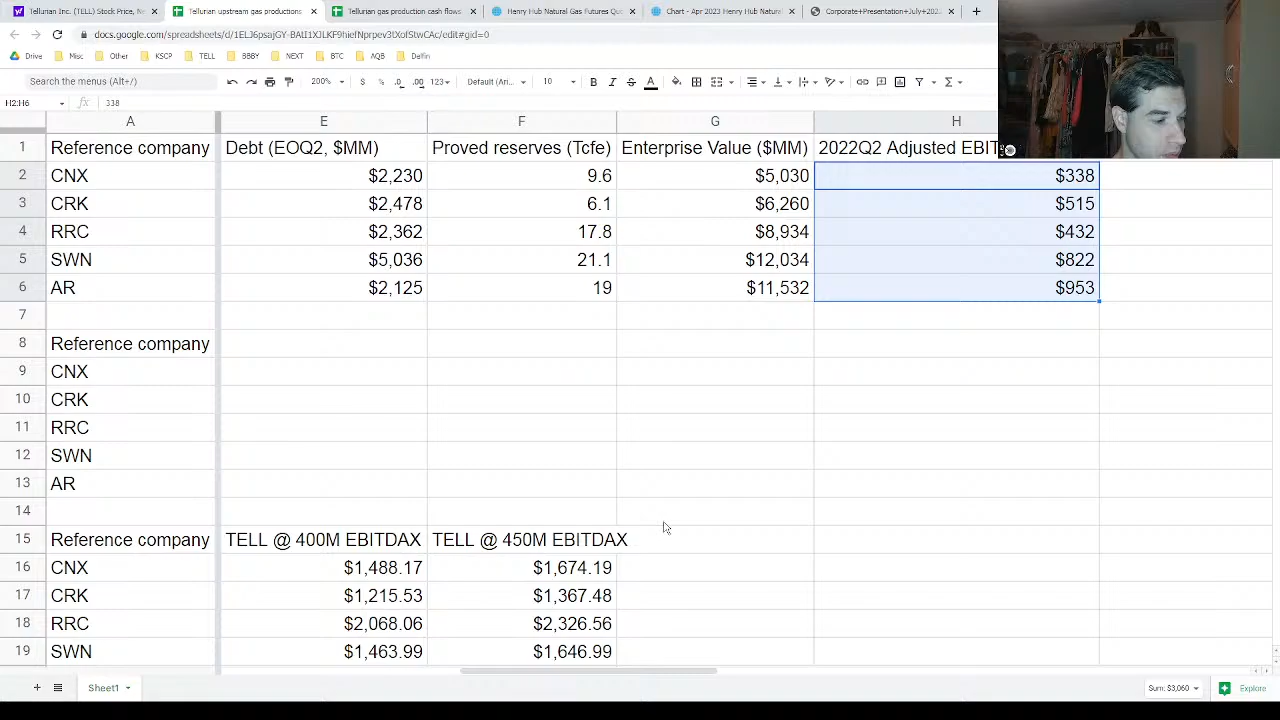 Tellurian Inc. (TELL) Stock Price, Ne
Tellurian upstream gas productions
Tellurian gas production cash flows
Henry Hub Natural Gas Futures Quo
Chart - Apr 2023 Henry Hub Natural
Corporate+Presentation+July+202
Drive
Misc
Other
KSCP
TELL
BBBY
NEGG
BTC
AQB
Delfin
Search the menus (Alt+/)
200%
$
%
.0
.00
123
Default (Ari...
10
B
I
S
A
H2:H6
fx
338
A
E
F
G
H
1 Reference company Debt (EOQ2, $MM) Proved reserves (Tcfe) Enterprise Value ($MM) 2022Q2 Adjusted EBIT
2 CNX $2,230 9.6 $5,030 $338
3 CRK $2,478 6.1 $6,260 $515
4 RRC $2,362 17.8 $8,934 $432
5 SWN $5,036 21.1 $12,034 $822
6 AR $2,125 19 $11,532 $953
7
8 Reference company
9 CNX
10 CRK
11 RRC
12 SWN
13 AR
14
15 Reference company TELL @ 400M EBITDAX TELL @ 450M EBITDAX
16 CNX $1,488.17 $1,674.19
17 CRK $1,215.53 $1,367.48
18 RRC $2,068.06 $2,326.56
19 SWN $1,463.99 $1,646.99
Sheet1
Sum: $3,060
Explore